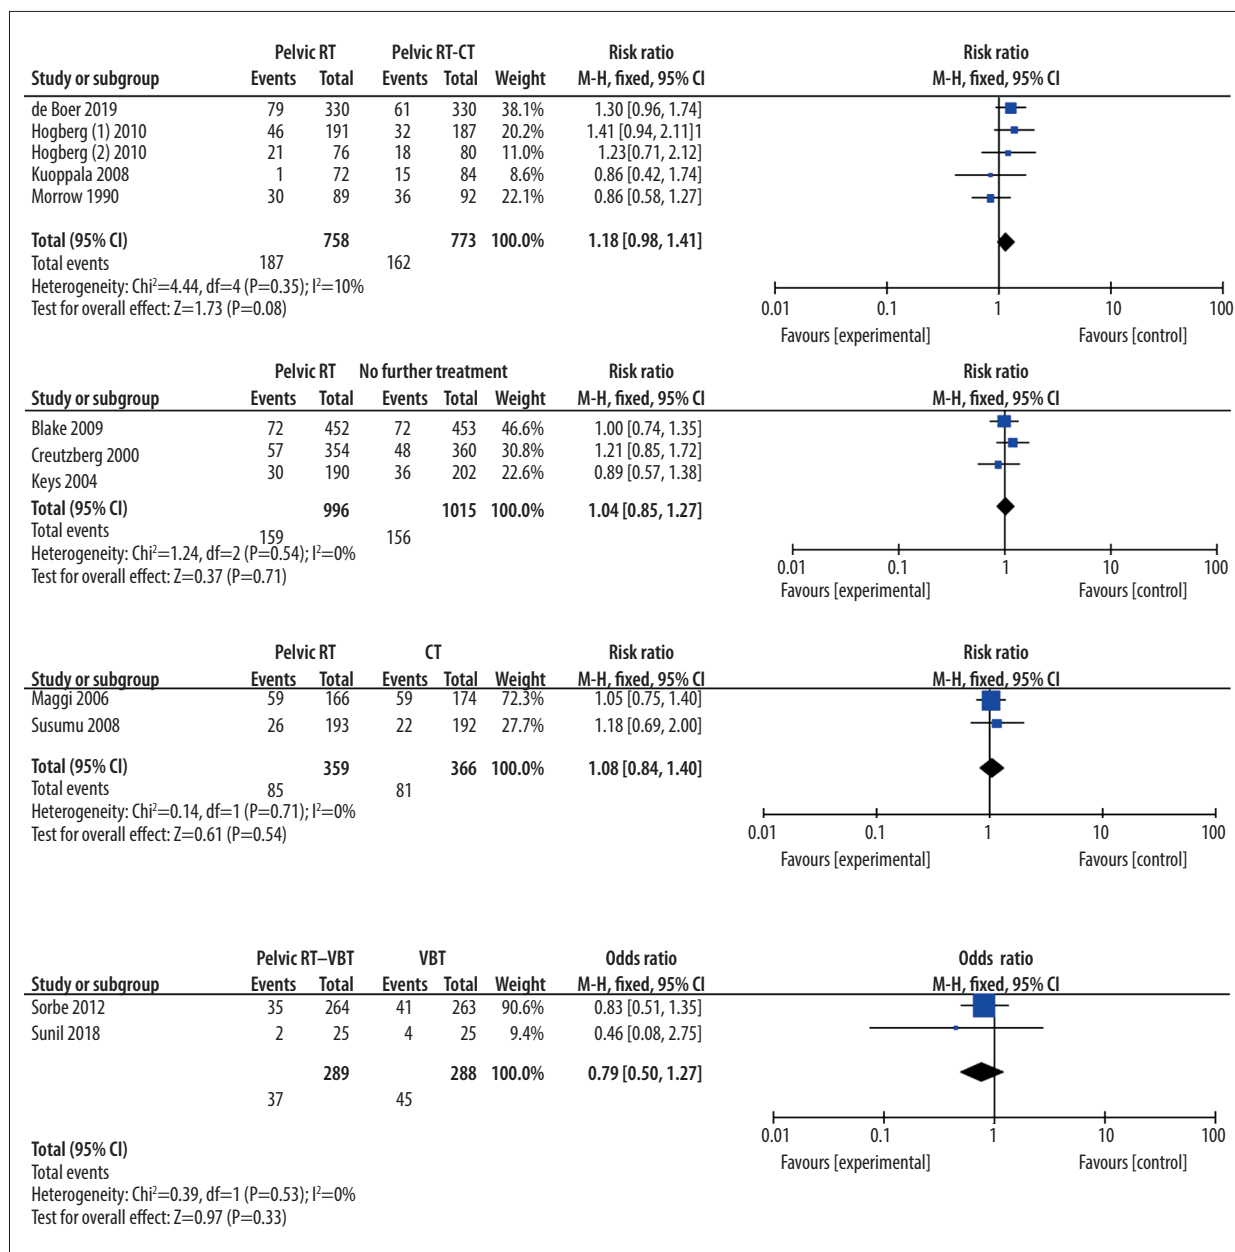 Pelvic RT Pelvic RT-CT Risk ratio Risk ratio
Study or subgroup Events Total Events Total Weight M-H, fixed, 95% CI M-H, fixed, 95% CI
de Boer 2019 79 330 61 330 38.1% 1.30 [0.96, 1.74]
Hogberg (1) 2010 46 191 32 187 20.2% 1.41 [0.94, 2.11]1
Hogberg (2) 2010 21 76 18 80 11.0% 1.23[0.71, 2.12]
Kuoppala 2008 1 72 15 84 8.6% 0.86 [0.42, 1.74]
Morrow 1990 30 89 36 92 22.1% 0.86 [0.58, 1.27]
Total (95% CI) 758 773 100.0% 1.18 [0.98, 1.41]
Total events 187 162
Heterogeneity: Chi²=4.44, df=4 (P=0.35); I²=10%
Test for overall effect: Z=1.73 (P=0.08)
0.01 0.1 1 10 100
Favours [experimental] Favours [control]
Pelvic RT No further treatment Risk ratio Risk ratio
Study or subgroup Events Total Events Total Weight M-H, fixed, 95% CI M-H, fixed, 95% CI
Blake 2009 72 452 72 453 46.6% 1.00 [0.74, 1.35]
Creutzberg 2000 57 354 48 360 30.8% 1.21 [0.85, 1.72]
Keys 2004 30 190 36 202 22.6% 0.89 [0.57, 1.38]
Total (95% CI) 996 1015 100.0% 1.04 [0.85, 1.27]
Total events 159 156
Heterogeneity: Chi²=1.24, df=2 (P=0.54); I²=0%
Test for overall effect: Z=0.37 (P=0.71)
0.01 0.1 1 10 100
Favours [experimental] Favours [control]
Pelvic RT CT Risk ratio Risk ratio
Study or subgroup Events Total Events Total Weight M-H, fixed, 95% CI M-H, fixed, 95% CI
Maggi 2006 59 166 59 174 72.3% 1.05 [0.75, 1.40]
Susumu 2008 26 193 22 192 27.7% 1.18 [0.69, 2.00]
Total (95% CI) 359 366 100.0% 1.08 [0.84, 1.40]
Total events 85 81
Heterogeneity: Chi²=0.14, df=1 (P=0.71); I²=0%
Test for overall effect: Z=0.61 (P=0.54)
0.01 0.1 1 10 100
Favours [experimental] Favours [control]
Pelvic RT–VBT VBT Odds ratio Odds ratio
Study or subgroup Events Total Events Total Weight M-H, fixed, 95% CI M-H, fixed, 95% CI
Sorbe 2012 35 264 41 263 90.6% 0.83 [0.51, 1.35]
Sunil 2018 2 25 4 25 9.4% 0.46 [0.08, 2.75]
289 288 100.0% 0.79 [0.50, 1.27]
37 45
0.01 0.1 1 10 100
Favours [experimental] Favours [control]
Total (95% CI)
Total events
Heterogeneity: Chi²=0.39, df=1 (P=0.53); I²=0%
Test for overall effect: Z=0.97 (P=0.33)